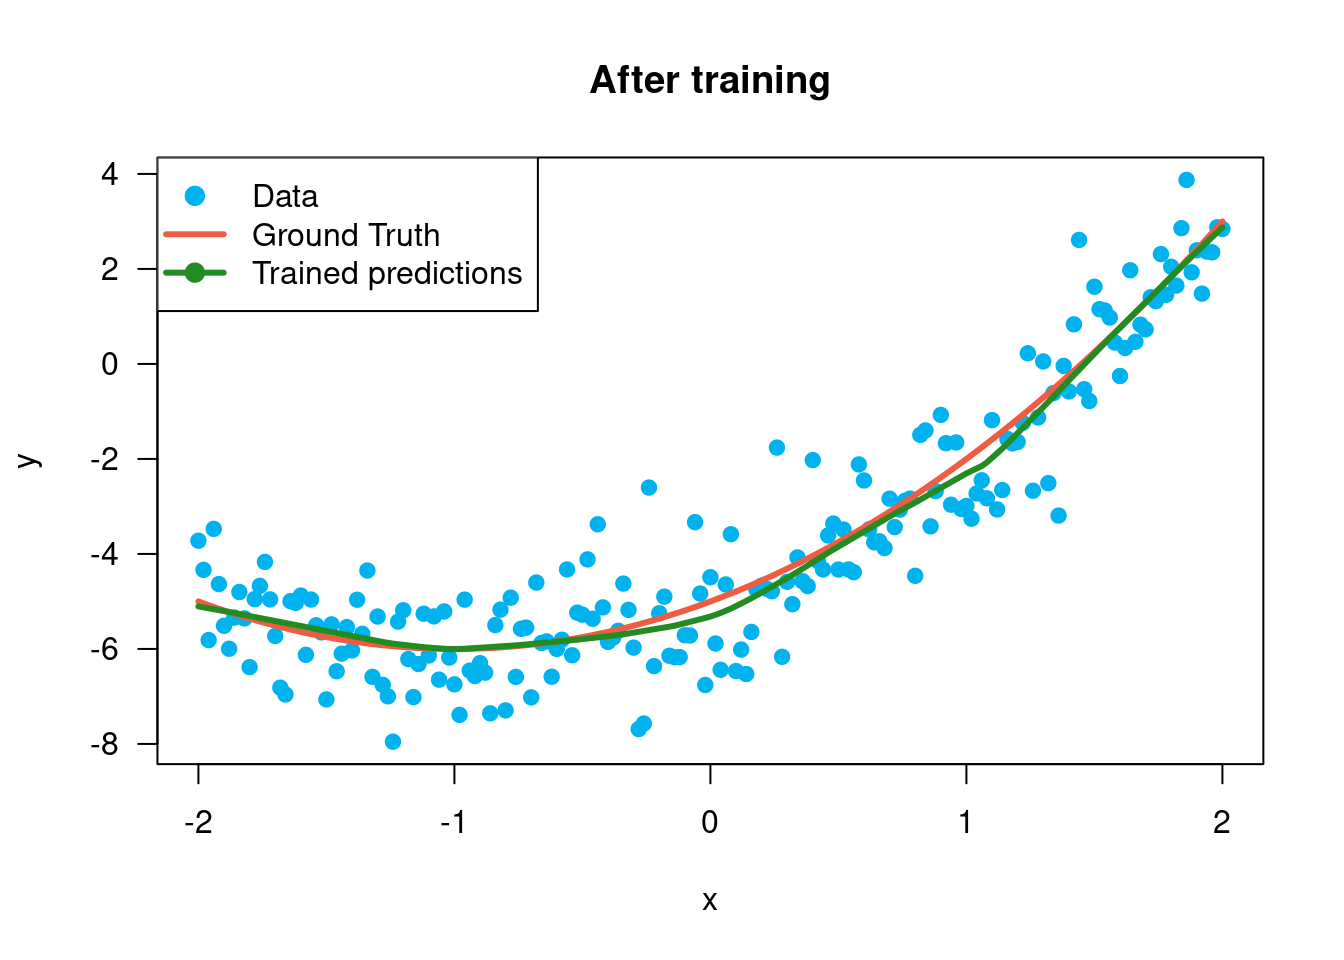 After training
Data
Ground Truth
Trained predictions
4
2
0
-2
-4
-6
-8
y
-2 -1 0 1 2
x